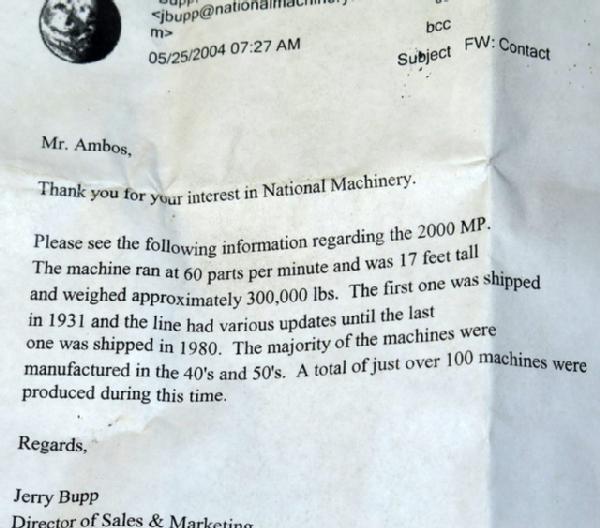 <jbupp@nationalmachinery
m>
05/25/2004 07:27 AM
bcc
Subject FW: Contact
Mr. Ambos,
Thank you for your interest in National Machinery.
Please see the following information regarding the 2000 MP.
The machine ran at 60 parts per minute and was 17 feet tall
and weighed approximately 300,000 lbs. The first one was shipped
in 1931 and the line had various updates until the last
one was shipped in 1980. The majority of the machines were
manufactured in the 40's and 50's. A total of just over 100 machines were
produced during this time.
Regards,
Jerry Bupp
Director of Sales & Marketing